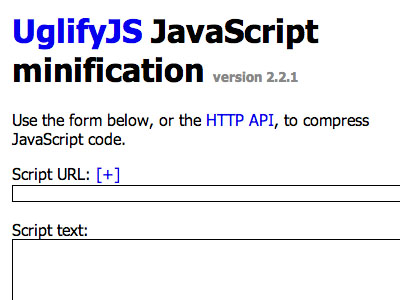 UglifyJS JavaScript
minification version 2.2.1
Use the form below, or the HTTP API, to compress
JavaScript code.
Script URL: [+]
Script text: